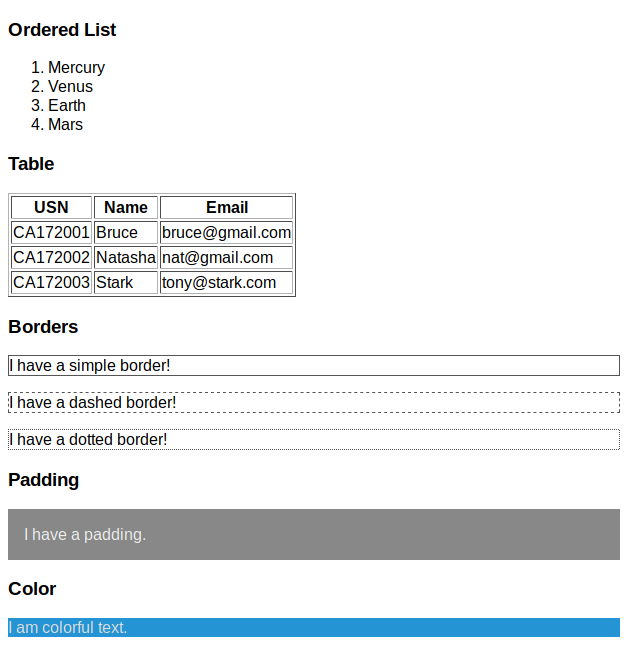 Ordered List
1. Mercury
2. Venus
3. Earth
4. Mars
Table
USN Name Email
CA172001 Bruce bruce@gmail.com
CA172002 Natasha nat@gmail.com
CA172003 Stark tony@stark.com
Borders
I have a simple border!
I have a dashed border!
I have a dotted border!
Padding
I have a padding.
Color
I am colorful text.